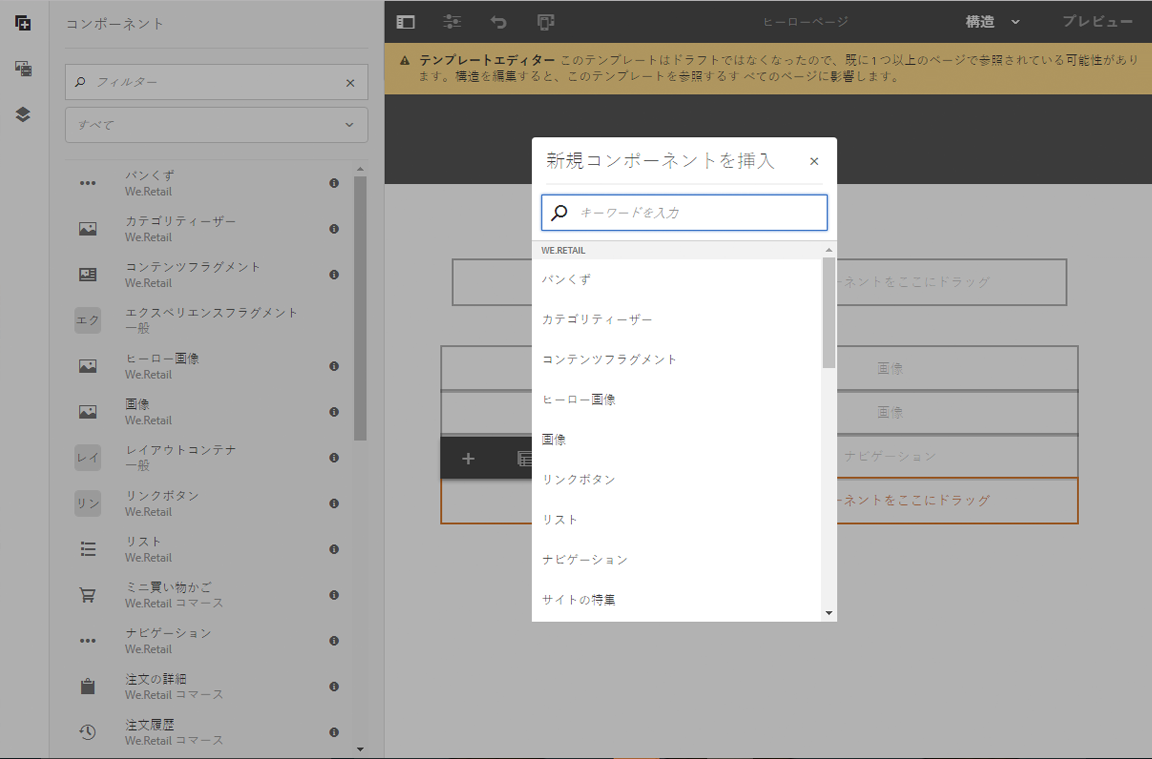 コンポーネント
フィルター
すべて
パンくず
We.Retail
カテゴリティーザー
We.Retail
コンテンツフラグメント
We.Retail
エク
エクスペリエンスフラグメント
一般
ヒーロー画像
We.Retail
画像
We.Retail
レイ
レイアウトコンテナ
一般
リン
リンクボタン
We.Retail
リスト
We.Retail
ミニ買い物かご
We.Retail コマース
ナビゲーション
We.Retail
注文の詳細
We.Retail コマース
注文履歴
We.Retail コマース
ヒーローページ
構造
プレビュー
テンプレートエディター このテンプレートはドラフトではなくなったので、既に 1 つ以上のページで参照されている可能性があり
ます。構造を編集すると、このテンプレートを参照するす べてのページに影響します。
新規コンポーネントを挿入
キーワードを入力
WE.RETAIL
パンくず
カテゴリティーザー
コンテンツフラグメント
ヒーロー画像
画像
リンクボタン
リスト
ナビゲーション
サイトの特集
ーネントをここにドラッグ
画像
画像
ナビゲーション
ーネントをここにドラッグ